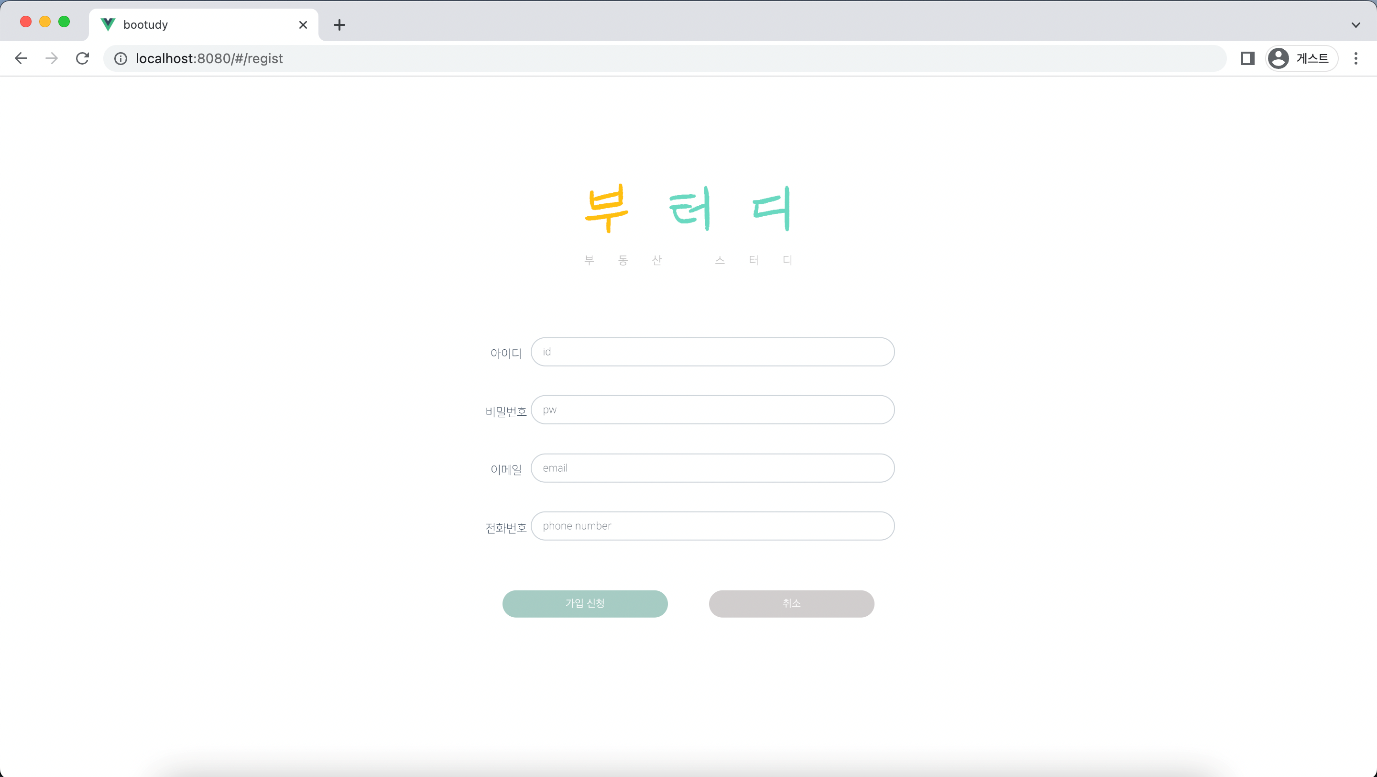 bootudy
localhost:8080/#/regist
게스트
부 터 디
부 동 산 스 터 디
아이디 id
비밀번호 pw
이메일 email
전화번호 phone number
가입 신청 취소